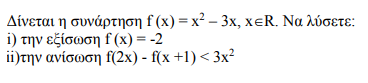 Δίνεται η συνάρτηση f (x) = x² – 3x, x∈R. Να λύσετε:
i) την εξίσωση f (x) = -2
ii)την ανίσωση f(2x) - f(x +1) < 3x²